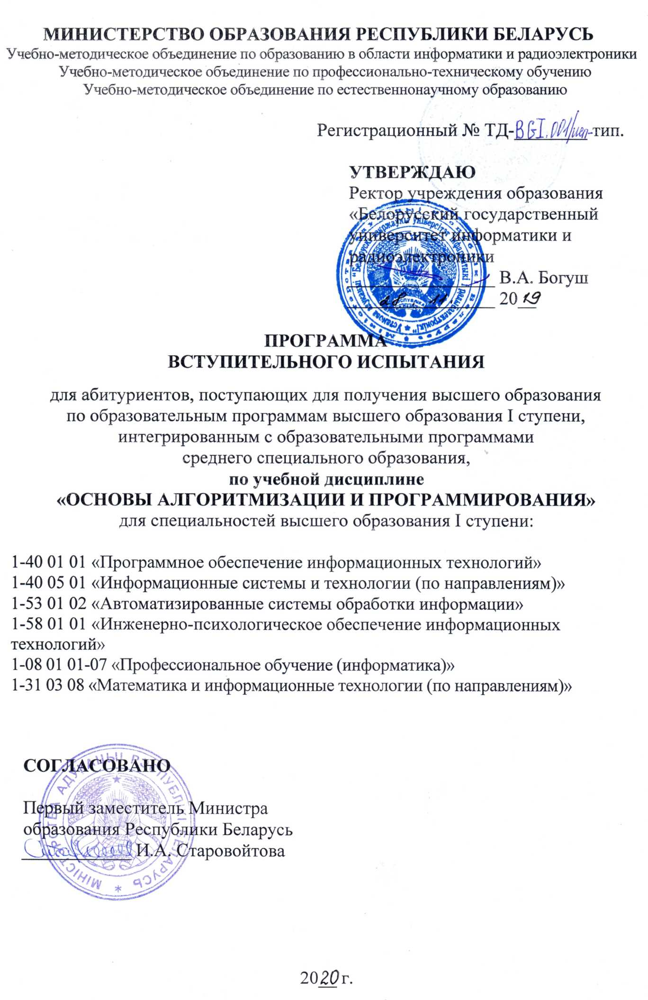 МИНИСТЕРСТВО ОБРАЗОВАНИЯ РЕСПУБЛИКИ БЕЛАРУСЬ
Учебно-методическое объединение по образованию в области информатики и радиоэлектроники
Учебно-методическое объединение по профессионально-техническому обучению
Учебно-методическое объединение по естественнонаучному образованию
Регистрационный № ТД-BGI.001/исп-тип.
УТВЕРЖДАЮ
Ректор учреждения образования
«Белорусский государственный
университет информатики и
радиоэлектроники
В.А. Богуш
28 . 11. 2019
ПРОГРАММА
ВСТУПИТЕЛЬНОГО ИСПЫТАНИЯ
для абитуриентов, поступающих для получения высшего образования
по образовательным программам высшего образования I ступени,
интегрированным с образовательными программами
среднего специального образования,
по учебной дисциплине
«ОСНОВЫ АЛГОРИТМИЗАЦИИ И ПРОГРАММИРОВАНИЯ»
для специальностей высшего образования I ступени:
1-40 01 01 «Программное обеспечение информационных технологий»
1-40 05 01 «Информационные системы и технологии (по направлениям)»
1-53 01 02 «Автоматизированные системы обработки информации»
1-58 01 01 «Инженерно-психологическое обеспечение информационных
технологий»
1-08 01 01-07 «Профессиональное обучение (информатика)»
1-31 03 08 «Математика и информационные технологии (по направлениям)»
СОГЛАСОВАНО
Первый заместитель Министра
образования Республики Беларусь
И.А. Старовойтова
МІНІСТЭРСТВА АДУКАЦЫІ РЭСПУБЛІКІ БЕЛАРУСЬ
2020 г.